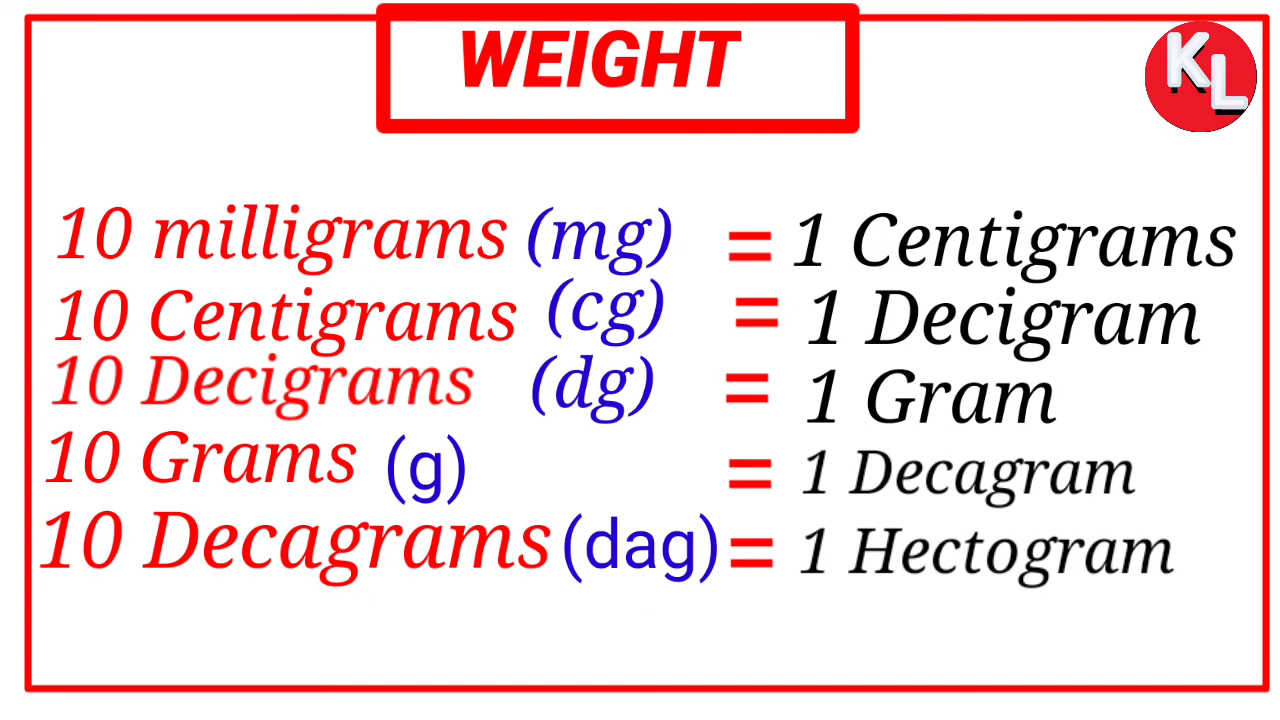 WEIGHT
KL
10 milligrams (mg) = 1 Centigrams
10 Centigrams (cg) = 1 Decigram
10 Decigrams (dg) = 1 Gram
10 Grams (g) = 1 Decagram
10 Decagrams (dag) = 1 Hectogram